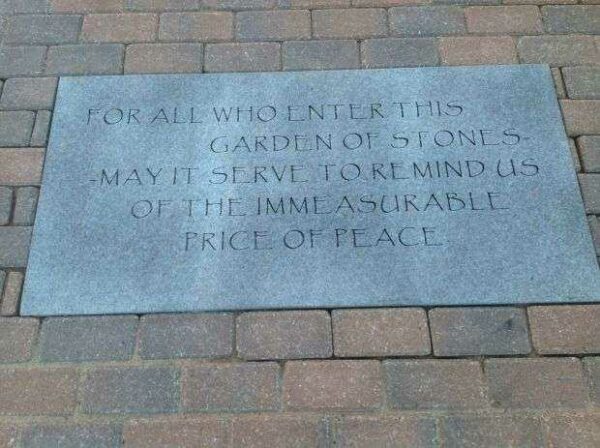 FOR ALL WHO ENTER THIS
GARDEN OF STONES-
-MAY IT SERVE TO REMIND US
OF THE IMMEASURABLE
PRICE OF PEACE